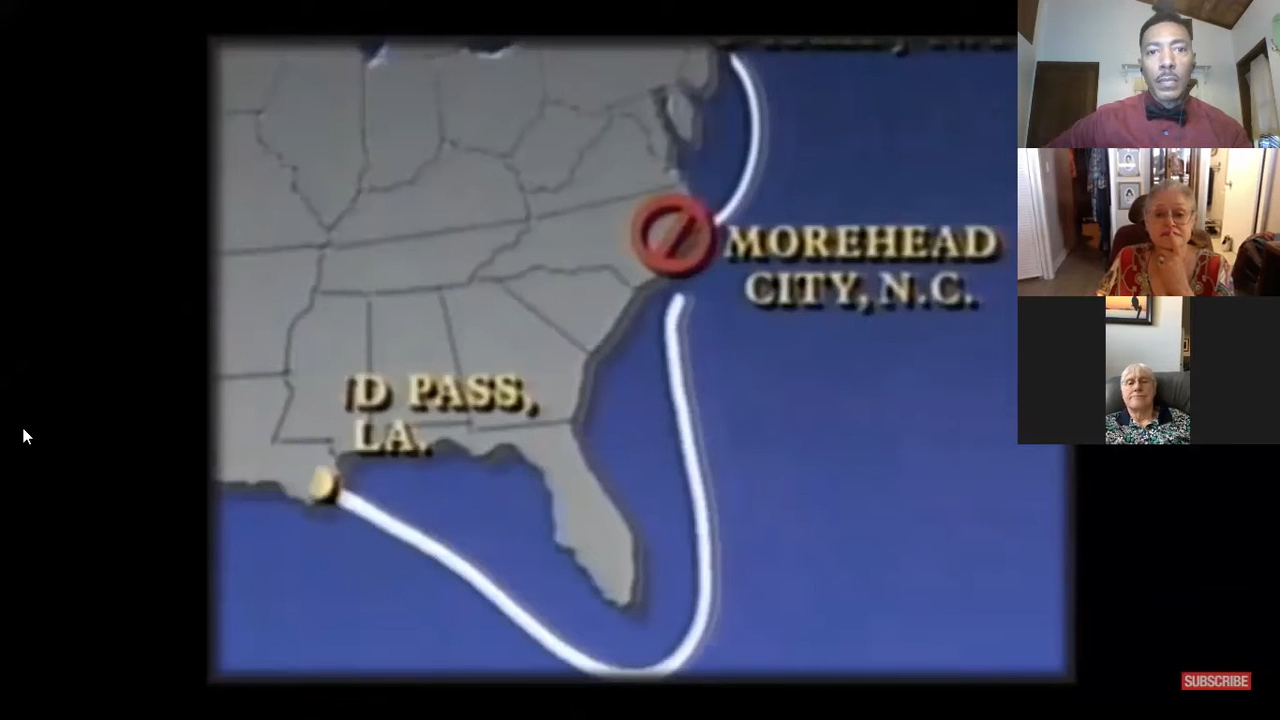 MOREHEAD
CITY, N.C.
D PASS,
LA.
SUBSCRIBE